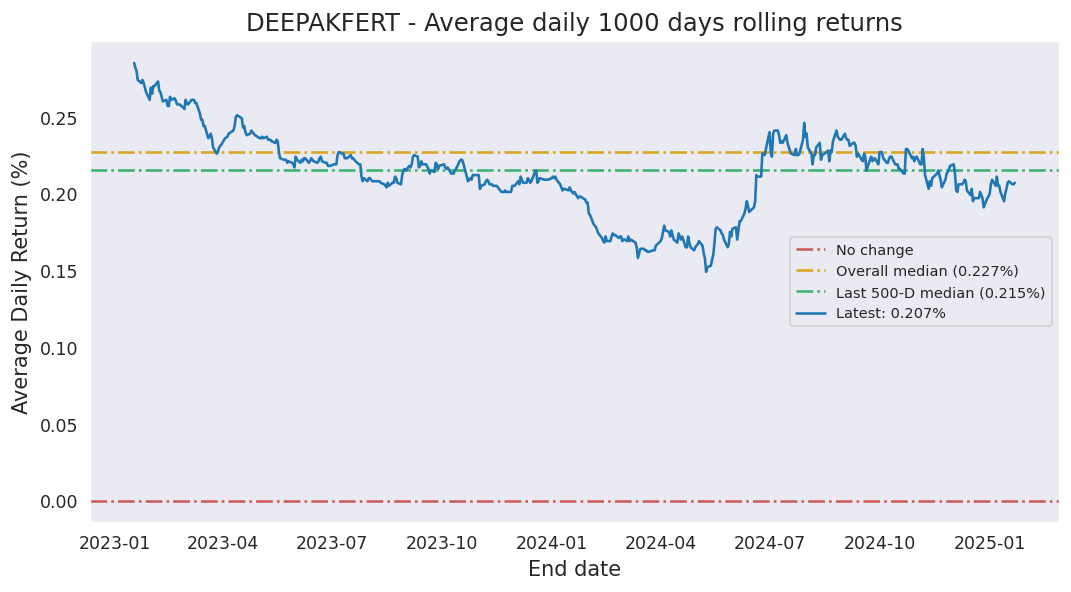 DEEPAKFERT - Average daily 1000 days rolling returns
Average Daily Return (%)
0.25
0.20
0.15
0.10
0.05
0.00
No change
Overall median (0.227%)
Last 500-D median (0.215%)
Latest: 0.207%
2023-01 2023-04 2023-07 2023-10 2024-01 2024-04 2024-07 2024-10 2025-01
End date